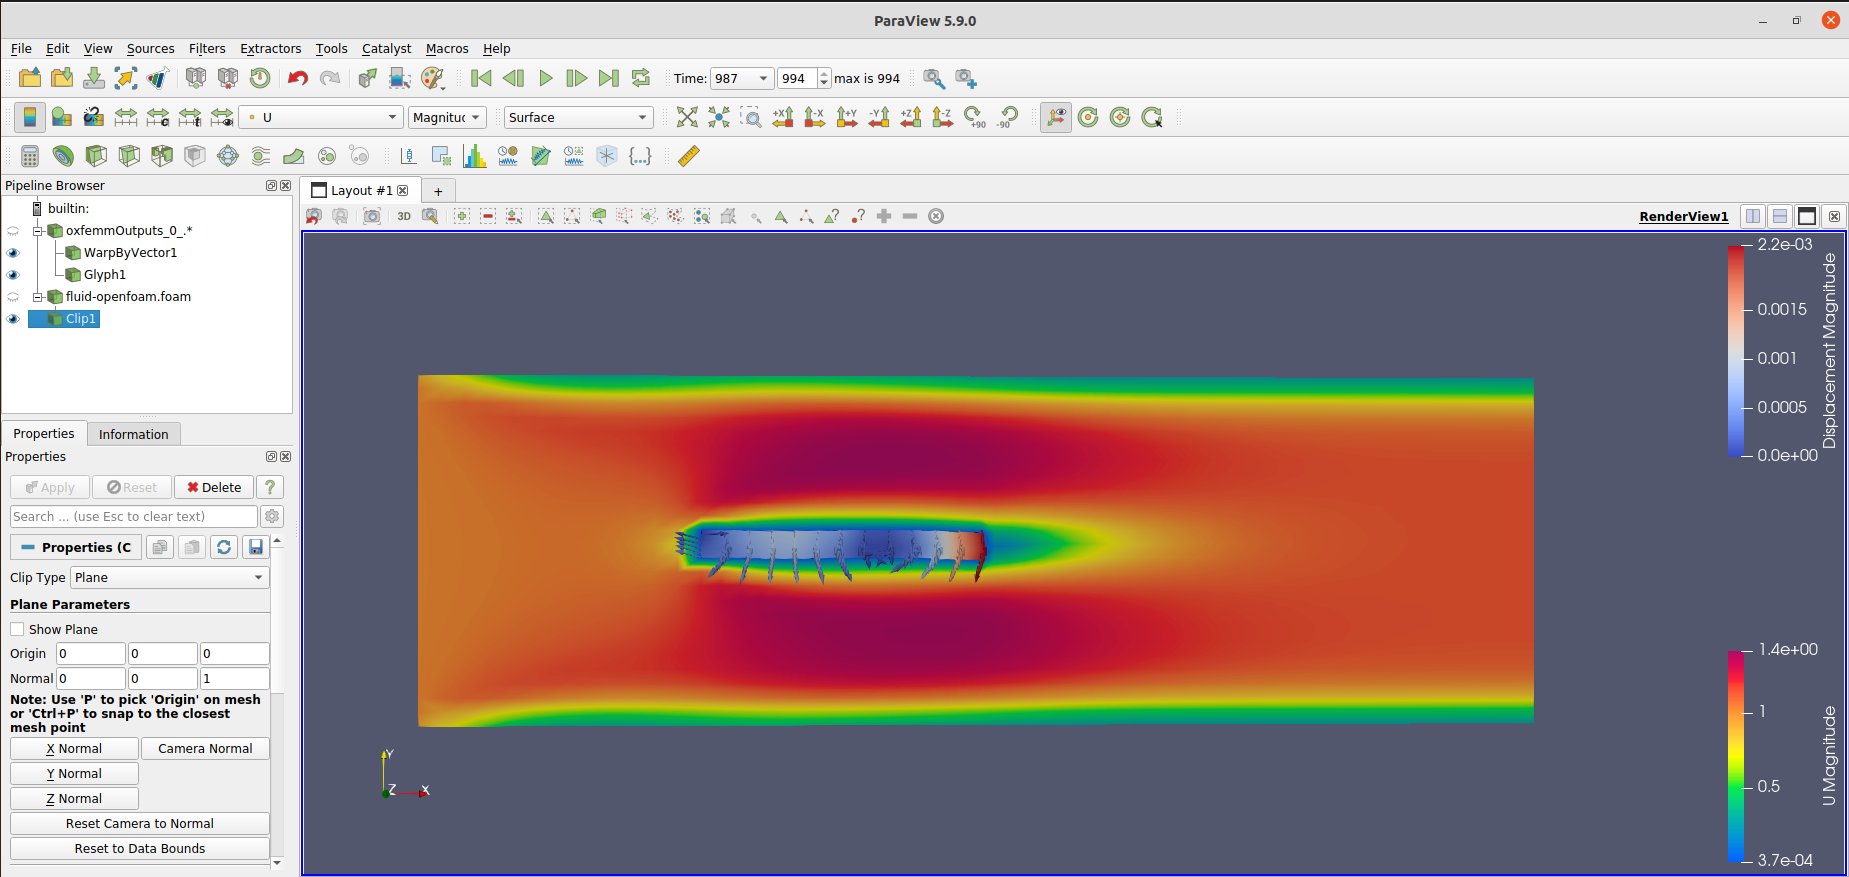 ParaView 5.9.0
File Edit View Sources Filters Extractors Tools Catalyst Macros Help
Time: 987 994 max is 994
+X -X +Y -Y +Z -Z +90 -90
U Magnituc Surface
Pipeline Browser
Layout #1 +
builtin:
3D
RenderView1
oxfemmOutputs_0_.*
WarpByVector1
Glyph1
fluid-openfoam.foam
Clip1
Properties Information
Properties
Apply Reset Delete ?
Search ... (use Esc to clear text)
Properties (C
Clip Type Plane
Plane Parameters
Show Plane
Origin 0 0 0
Normal 0 0 1
Note: Use 'P' to pick 'Origin' on mesh
or 'Ctrl+P' to snap to the closest
mesh point
X Normal Camera Normal
Y Normal
Z Normal
Reset Camera to Normal
Reset to Data Bounds
2.2e-03
0.0015
0.001
0.0005
0.0e+00
Displacement Magnitude
1.4e+00
1
0.5
3.7e-04
U Magnitude
Y
Z X